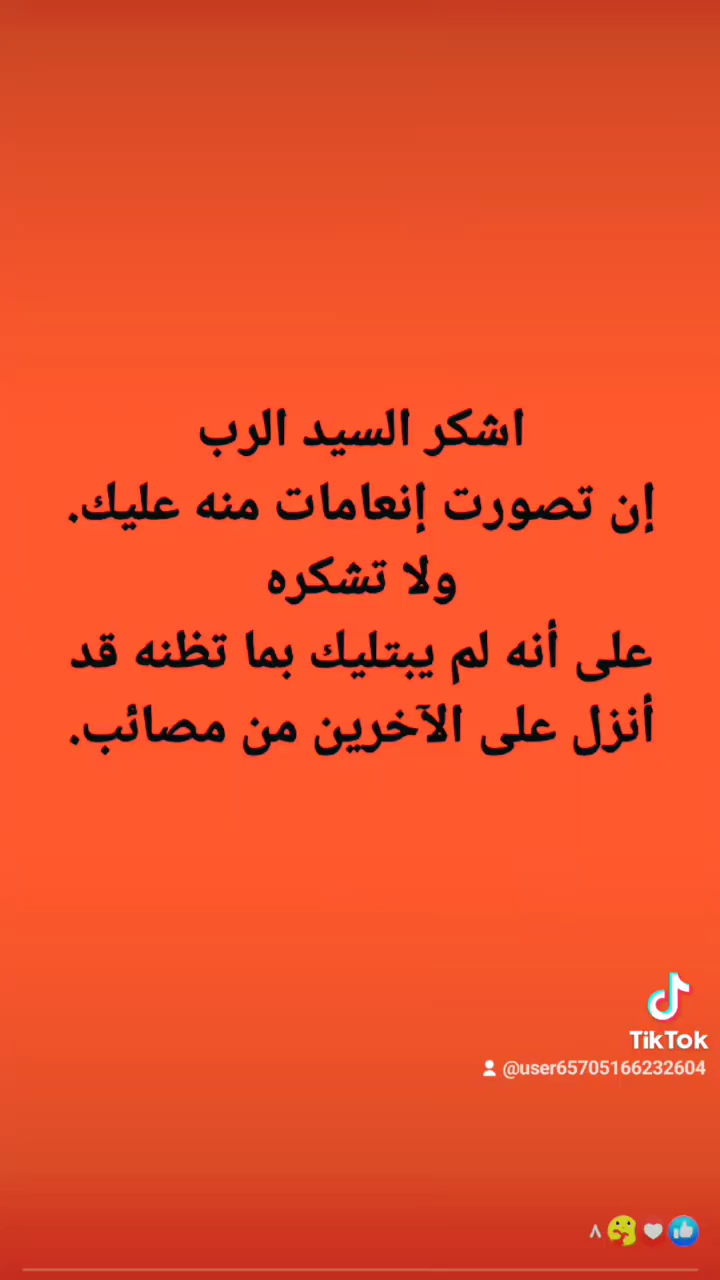 اشكر السيد الرب
إن تصورت إنعامات منه عليك.
ولا تشكره
على أنه لم يبتليك بما تظنه قد
أنزل على الآخرين من مصائب.
TikTok
@user65705166232604
٨